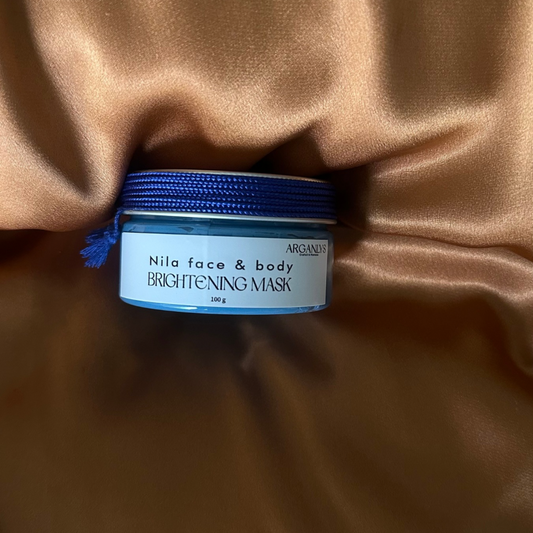 ARGANLYS
Nila face & body
BRIGHTENING MASK
100 g